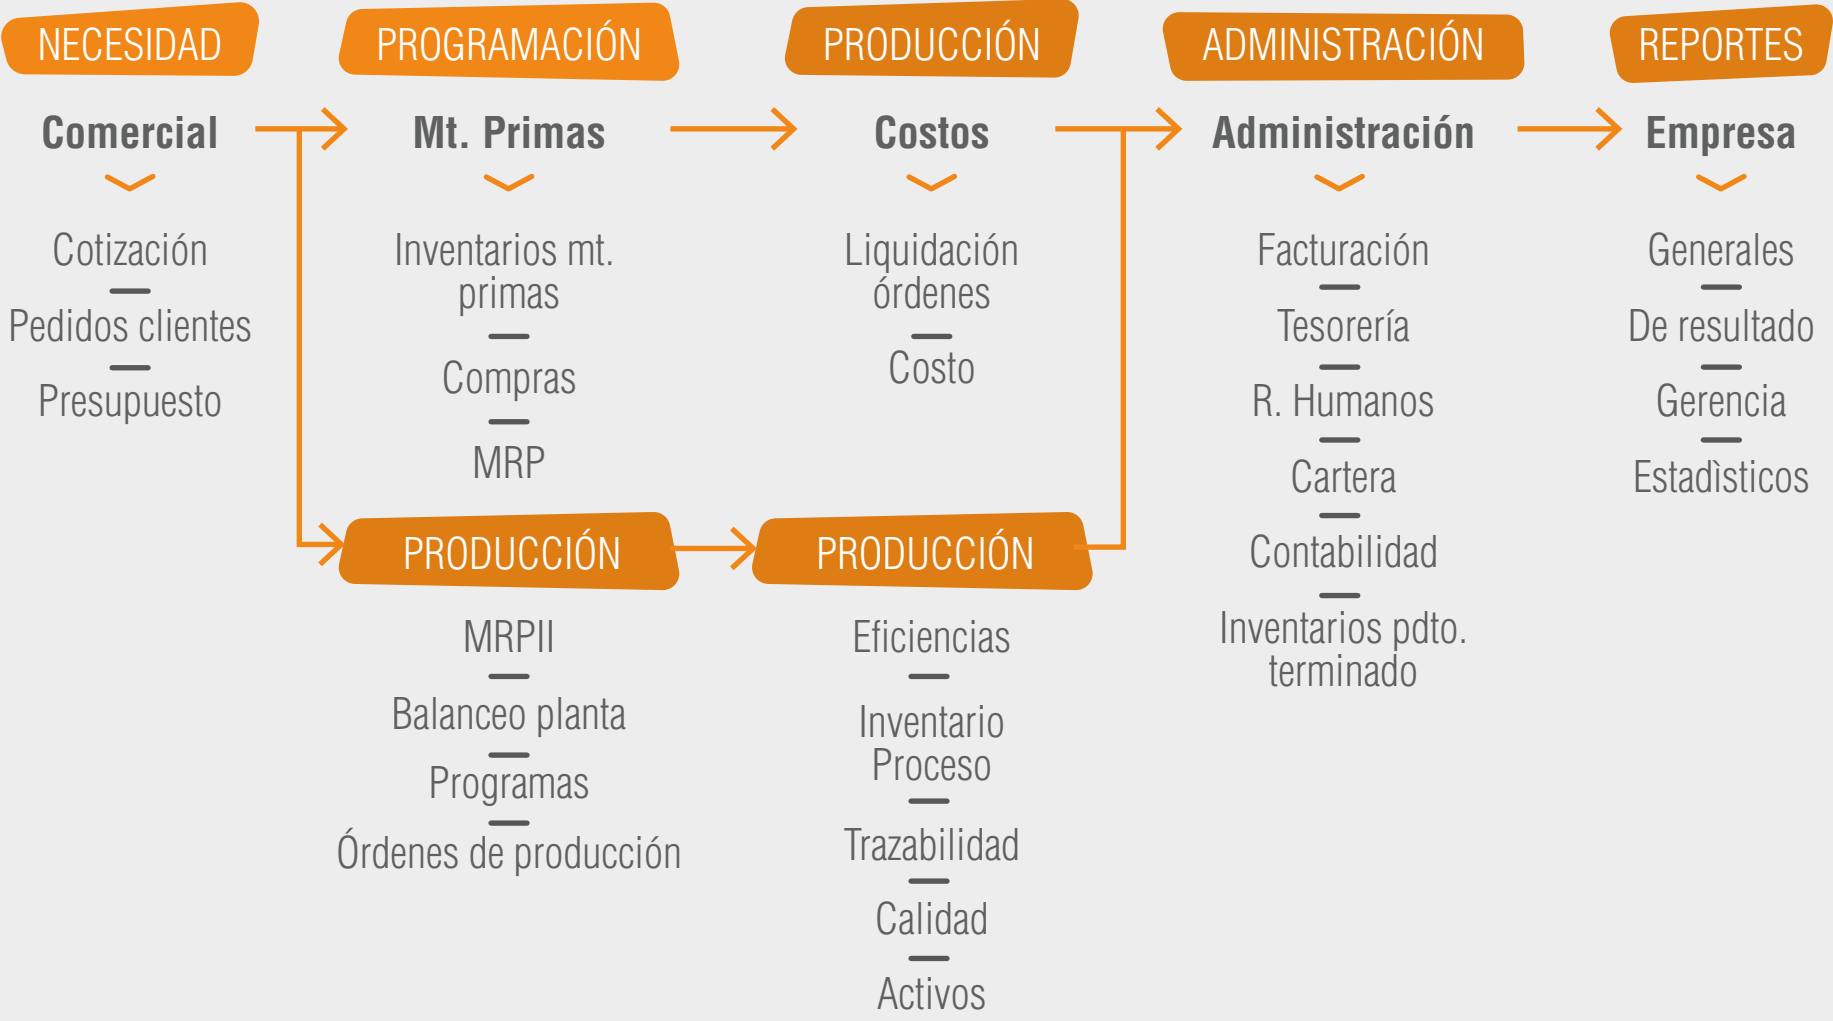 NECESIDAD
PROGRAMACIÓN
PRODUCCIÓN
ADMINISTRACIÓN
REPORTES
Comercial
Mt. Primas
Costos
Administración
Empresa
Cotización
Pedidos clientes
Presupuesto
Inventarios mt.
primas
Compras
MRP
Liquidación
órdenes
Costo
Facturación
Tesorería
R. Humanos
Cartera
Contabilidad
Inventarios pdto.
terminado
Generales
De resultado
Gerencia
Estadìsticos
PRODUCCIÓN
MRPII
Balanceo planta
Programas
Órdenes de producción
PRODUCCIÓN
Eficiencias
Inventario
Proceso
Trazabilidad
Calidad
Activos